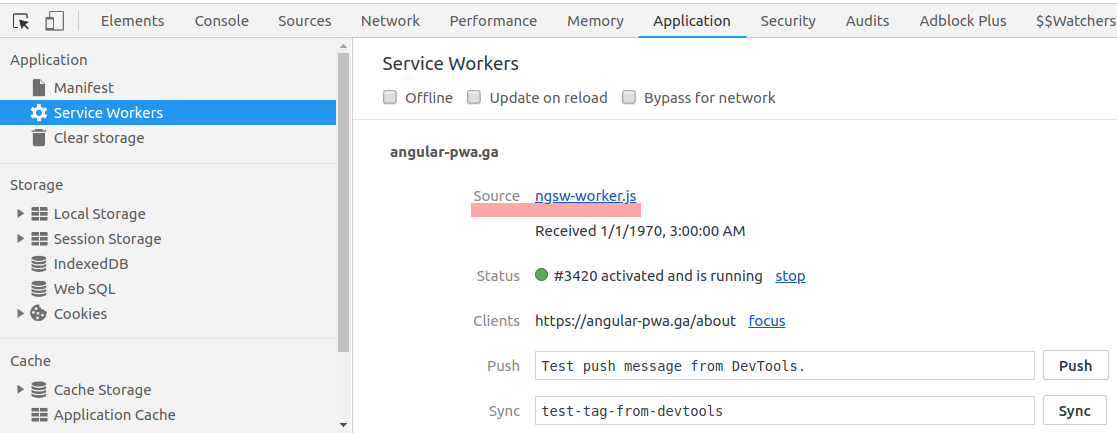 Elements Console Sources Network Performance Memory Application Security Audits Adblock Plus $$Watchers
Application
Manifest
Service Workers
Clear storage
Storage
Local Storage
Session Storage
IndexedDB
Web SQL
Cookies
Cache
Cache Storage
Application Cache
Service Workers
Offline Update on reload Bypass for network
angular-pwa.ga
Source ngsw-worker.js
Received 1/1/1970, 3:00:00 AM
Status #3420 activated and is running stop
Clients https://angular-pwa.ga/about focus
Push Test push message from DevTools. Push
Sync test-tag-from-devtools Sync